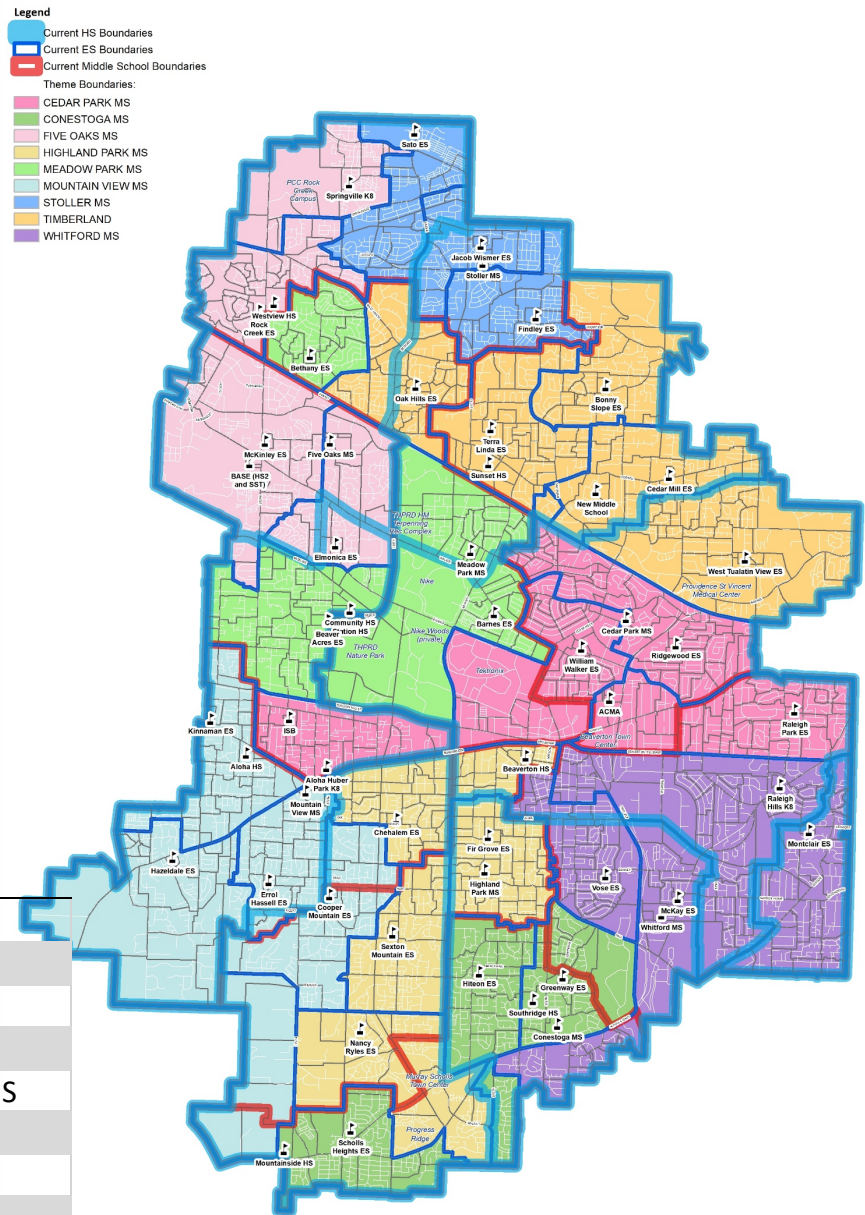 Legend
Current HS Boundaries
Current ES Boundaries
Current Middle School Boundaries
Theme Boundaries:
CEDAR PARK MS
CONESTOGA MS
FIVE OAKS MS
HIGHLAND PARK MS
MEADOW PARK MS
MOUNTAIN VIEW MS
STOLLER MS
TIMBERLAND
WHITFORD MS
Sato ES
PCC Rock
Creek
Campus
Springville K8
Jacob Wismer ES
Stoller MS
Westview HS
Rock
Creek ES
Findley ES
Bethany ES
Oak Hills ES
Bonny
Slope ES
Terra
Linda ES
McKinley ES
Five Oaks MS
BASE (HS2
and SST)
Sunset HS
Cedar Mill ES
New Middle
School
THPRD HM
Terpenning
Rec Complex
Elmonica ES
Meadow
Park MS
West Tualatin View ES
Providence St Vincent
Medical Center
Nike
Community HS
Beaver
Acres ES
Barnes ES
Nike Woods
(private)
THPRD
Nature Park
Cedar Park MS
William
Walker ES
Ridgewood ES
Tektronix
ACMA
Kinnaman ES
ISB
Raleigh
Park ES
Beaverton Town
Center
Aloha HS
Beaverton HS
Aloha Huber
Park K8
Mountain
View MS
Raleigh
Hills K8
Chehalem ES
Fir Grove ES
Montclair ES
Hazeldale ES
Highland
Park MS
Vose ES
Errol
Hassell ES
Cooper
Mountain ES
McKay ES
Whitford MS
Sexton
Mountain ES
Hiteon ES
Greenway ES
Southridge HS
Conestoga MS
Nancy
Ryles ES
Murray Scholls
Town Center
S
Progress
Ridge
Scholls
Heights ES
Mountainside HS